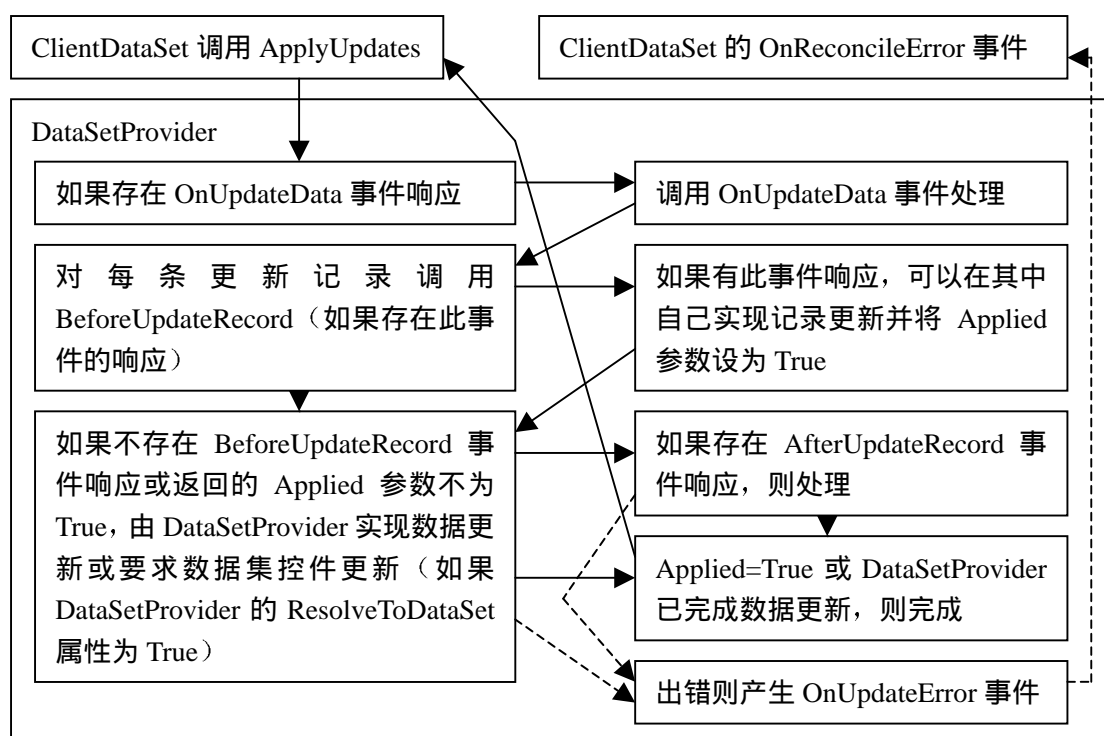 ClientDataSet 调用 ApplyUpdates
ClientDataSet 的 OnReconcileError 事件
DataSetProvider
如果存在 OnUpdateData 事件响应
调用 OnUpdateData 事件处理
对每条更新记录调用
BeforeUpdateRecord（如果存在此事
件的响应）
如果有此事件响应，可以在其中
自己实现记录更新并将 Applied
参数设为 True
如果不存在 BeforeUpdateRecord 事
件响应或返回的 Applied 参数不为
True，由 DataSetProvider 实现数据更
新或要求数据集控件更新（如果
DataSetProvider 的 ResolveToDataSet
属性为 True）
如果存在 AfterUpdateRecord 事
件响应，则处理
Applied=True 或 DataSetProvider
已完成数据更新，则完成
出错则产生 OnUpdateError 事件